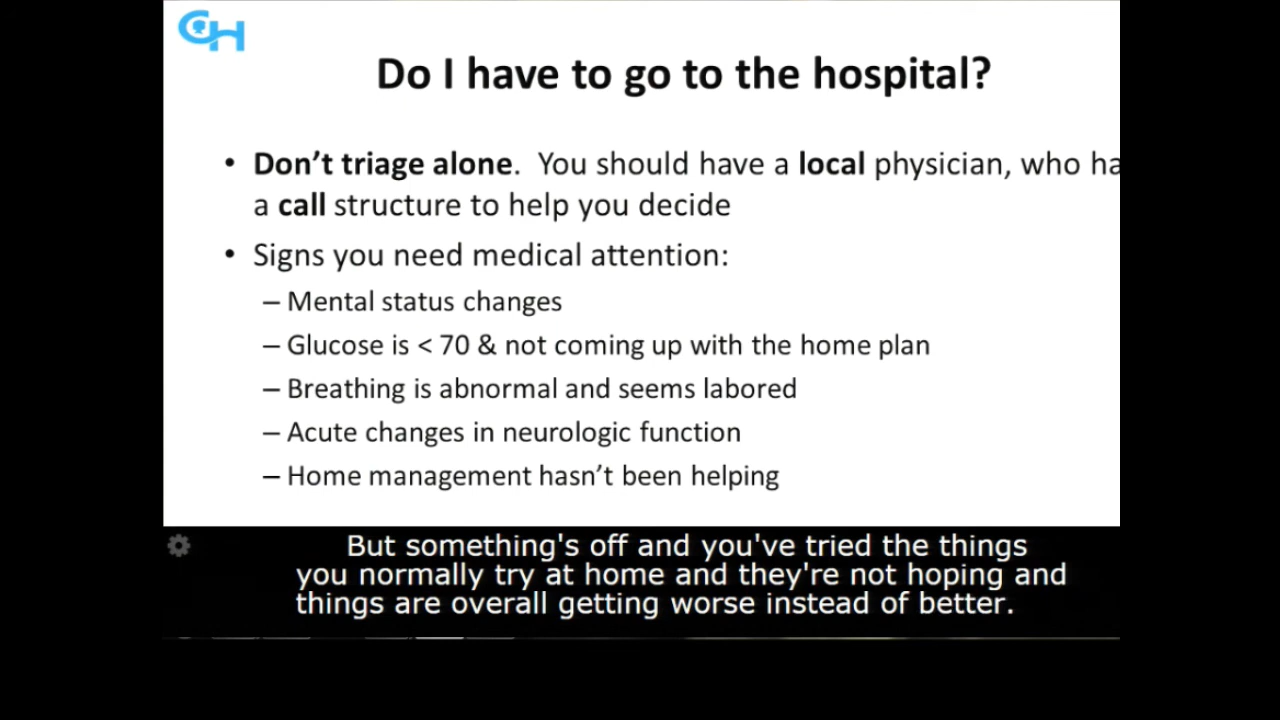 CH
Do I have to go to the hospital?
• Don't triage alone. You should have a local physician, who ha
a call structure to help you decide
• Signs you need medical attention:
– Mental status changes
– Glucose is < 70 & not coming up with the home plan
– Breathing is abnormal and seems labored
– Acute changes in neurologic function
– Home management hasn't been helping
But something's off and you've tried the things
you normally try at home and they're not hoping and
things are overall getting worse instead of better.